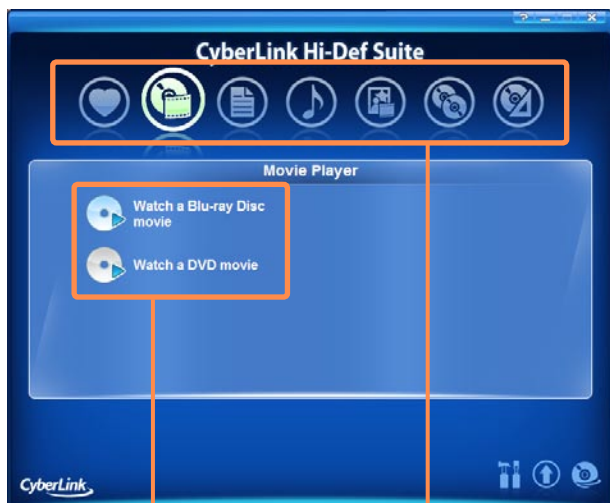 CyberLink Hi-Def Suite
Movie Player
Watch a Blu-ray Disc
movie
Watch a DVD movie
CyberLink